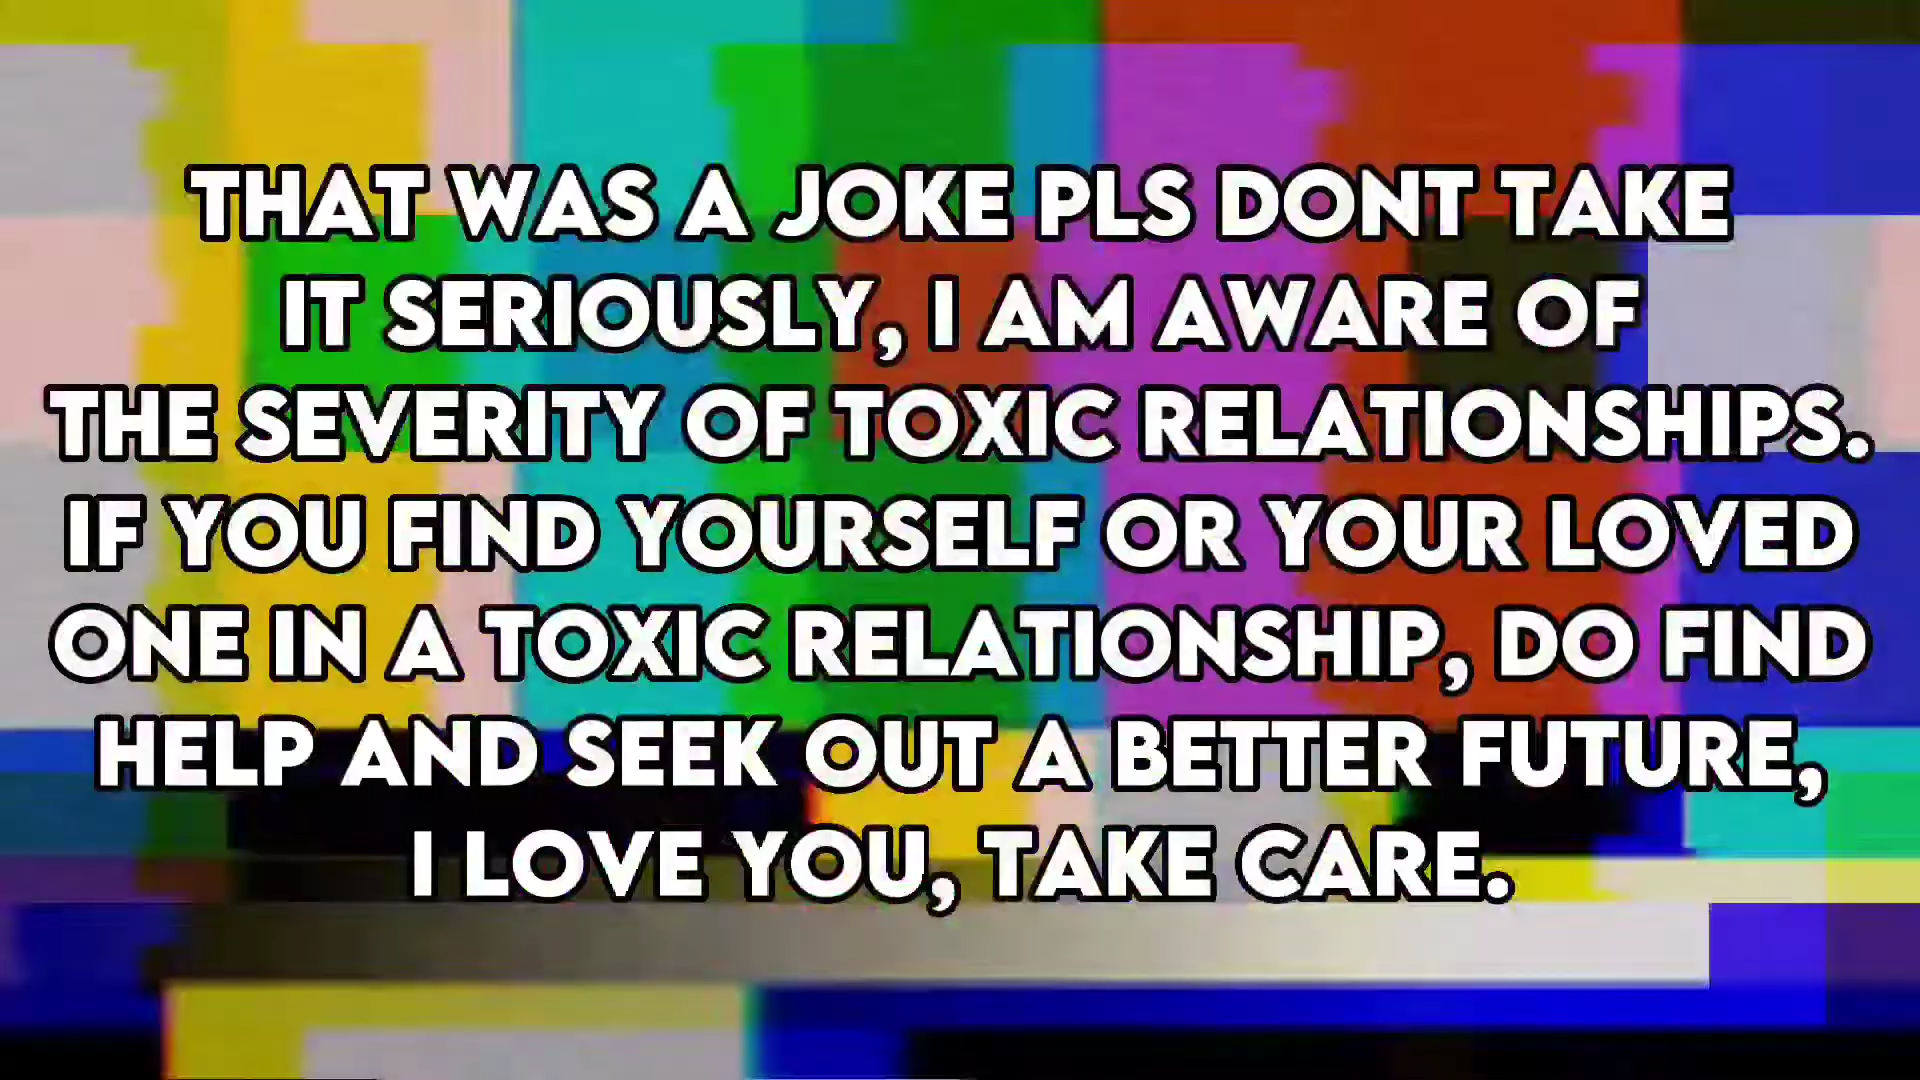 THAT WAS A JOKE PLS DONT TAKE
IT SERIOUSLY, I AM AWARE OF
THE SEVERITY OF TOXIC RELATIONSHIPS.
IF YOU FIND YOURSELF OR YOUR LOVED
ONE IN A TOXIC RELATIONSHIP, DO FIND
HELP AND SEEK OUT A BETTER FUTURE,
I LOVE YOU, TAKE CARE.